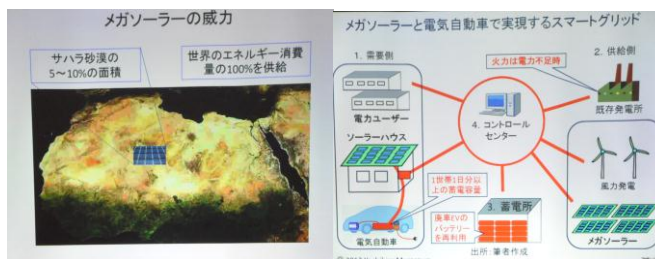 メガソーラーの威力
サハラ砂漠の
5～10%の面積
世界のエネルギー消費
量の100%を供給
メガソーラーと電気自動車で実現するスマートグリッド
1. 需要側
電力ユーザー
ソーラーハウス
電気自動車
1世帯1日分以
上の蓄電容量
火力は電力不足時
2. 供給側
既存発電所
4. コントロール
センター
風力発電
メガソーラー
3. 蓄電所
廃車EVの
バッテリー
を再利用
出所：筆者作成